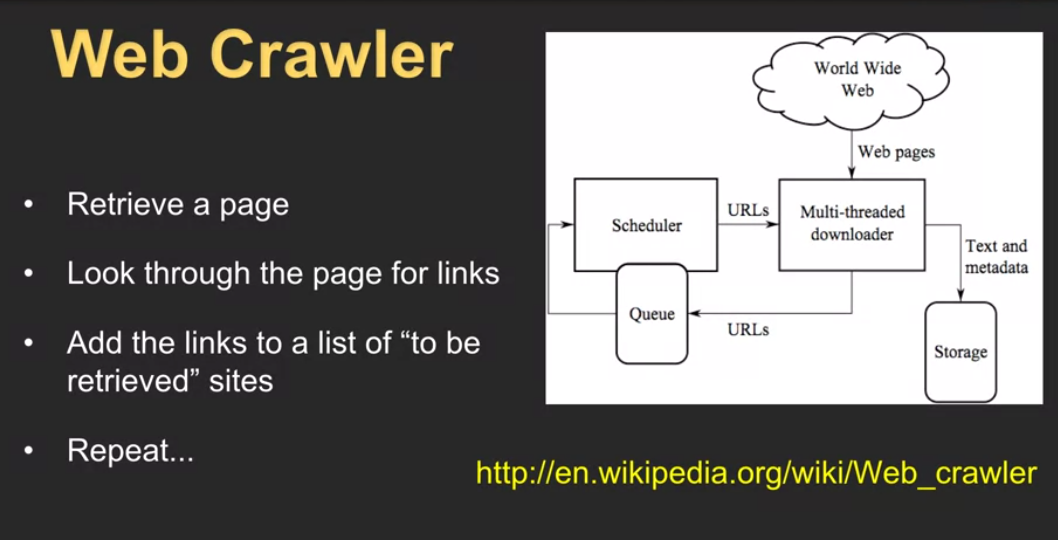 Web Crawler
• Retrieve a page
• Look through the page for links
• Add the links to a list of “to be
retrieved” sites
• Repeat...
World Wide
Web
Web pages
Scheduler
URLs
Multi-threaded
downloader
Text and
metadata
Queue
URLs
Storage
http://en.wikipedia.org/wiki/Web_crawler